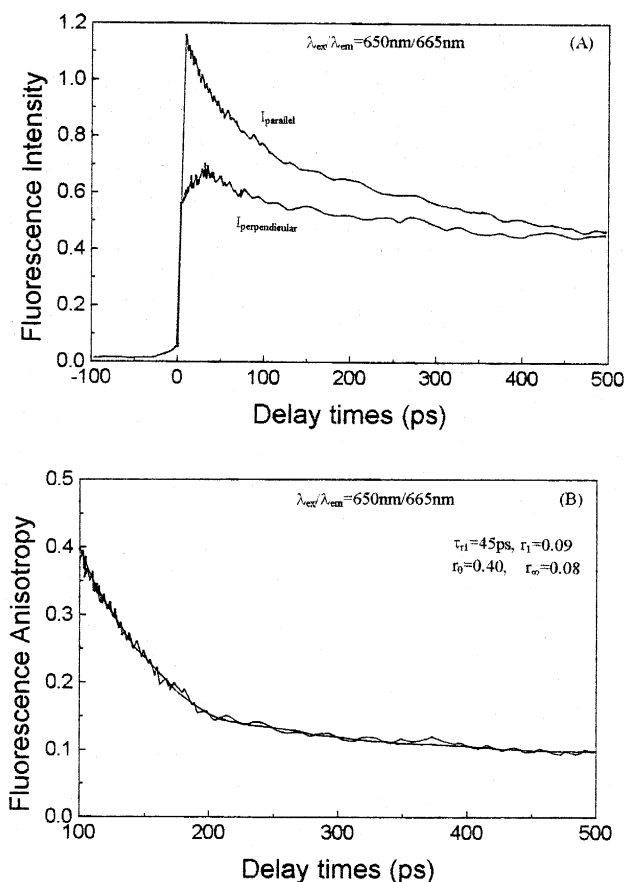 λex/λem=650nm/665nm
(A)
Iparallel
Iperpendicular
Fluorescence Intensity
1.2
1.0
0.8
0.6
0.4
0.2
0.0
-100 0 100 200 300 400 500
Delay times (ps)
λex/λem=650nm/665nm
(B)
τr1=45ps, r1=0.09
r0=0.40, r∞=0.08
Fluorescence Anisotropy
0.5
0.4
0.3
0.2
0.1
0.0
100 200 300 400 500
Delay times (ps)